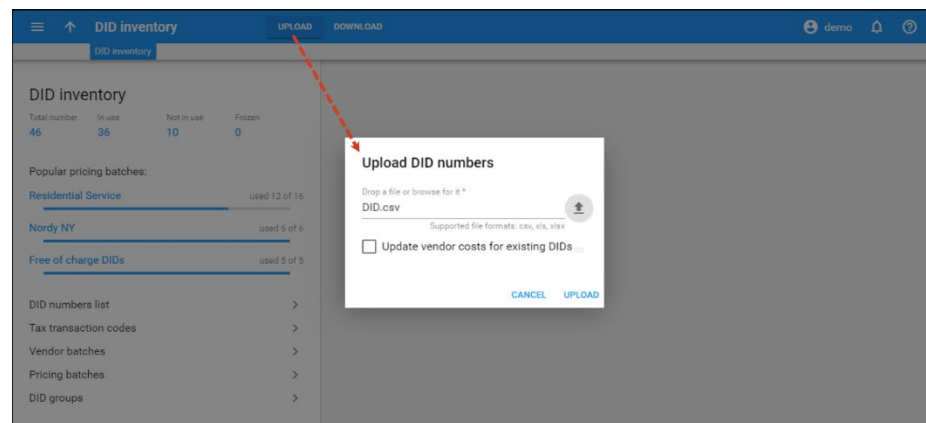 DID inventory UPLOAD DOWNLOAD demo
DID inventory
DID inventory
Total number In use Not in use Frozen
46 36 10 0
Popular pricing batches:
Residential Service used 12 of 16
Nordy NY used 6 of 6
Free of charge DIDs used 5 of 5
DID numbers list
Tax transaction codes
Vendor batches
Pricing batches
DID groups
Upload DID numbers
Drop a file or browse for it *
DID.csv
Supported file formats: csv, xls, xlsx
Update vendor costs for existing DIDs
CANCEL UPLOAD